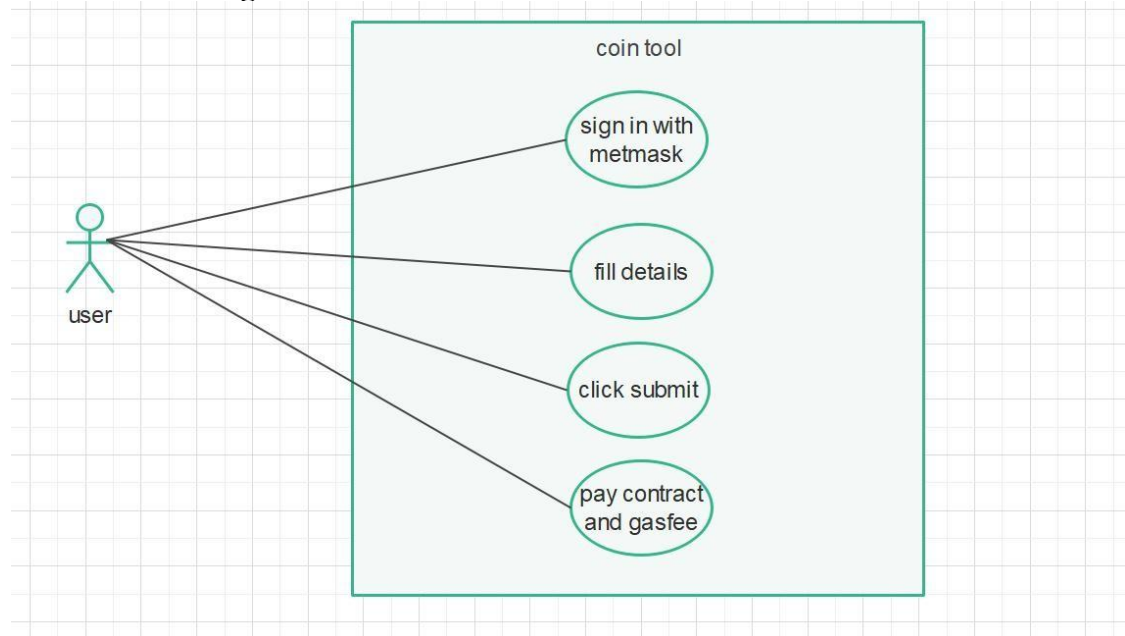 coin tool
sign in with
metmask
fill details
user
click submit
pay contract
and gasfee